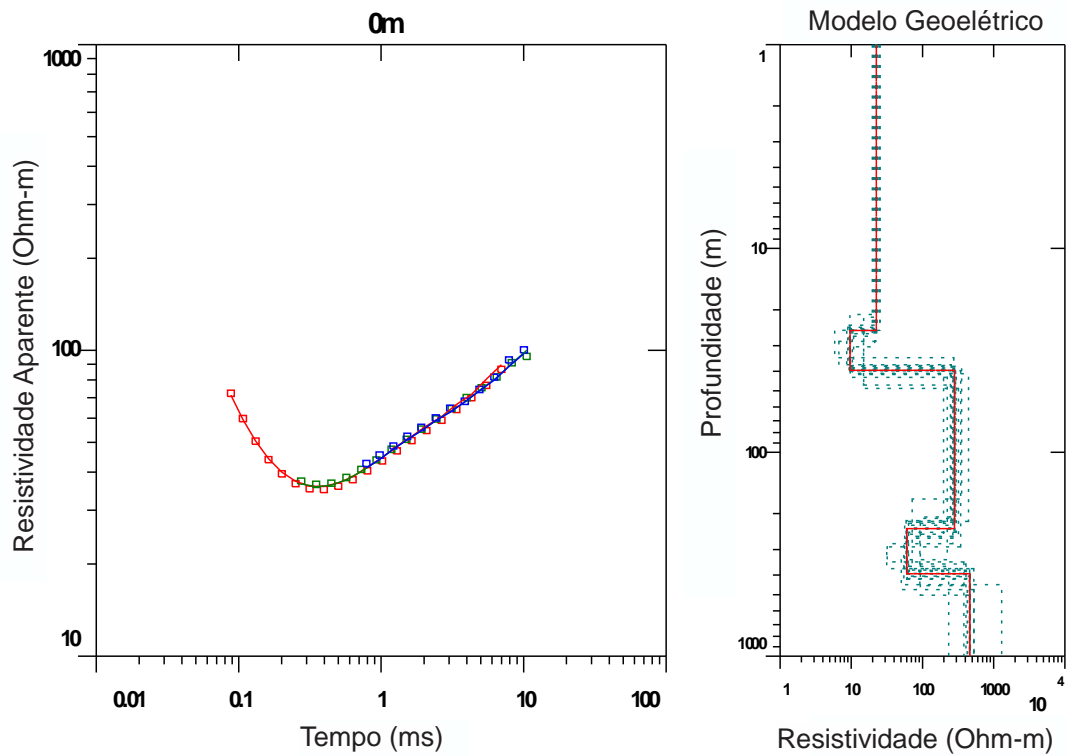 0m
1000
100
10
0.01
0.1
1
10
100
Resistividade Aparente (Ohm-m)
Tempo (ms)
Modelo Geoelétrico
1
10
100
1000
1
10
100
1000
10 4
Profundidade (m)
Resistividade (Ohm-m)